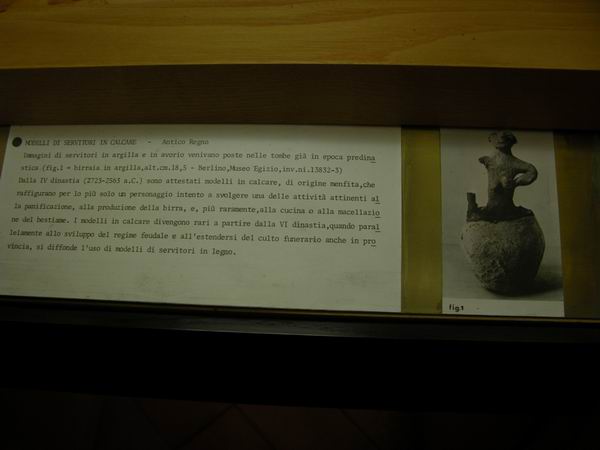 MODELLI DI SERVITORI IN CALCARE - Antico Regno
Immagini di servitori in argilla e in avorio venivano poste nelle tombe già in epoca predina
stica (fig.1 = birraia in argilla,alt.cm.18,5 - Berlino,Museo Egizio,inv.ni.13832-3)
Dalla IV dinastia (2723-2563 a.C.) sono attestati modelli in calcare, di origine menfita,che
raffigurano per lo più solo un personaggio intento a svolgere una delle attività attinenti al
la panificazione, alla produzione della birra, e, più raramente,alla cucina o alla macellazio
ne del bestiame. I modelli in calcare divengono rari a partire dalla VI dinastia,quando paral
lelamente allo sviluppo del regime feudale e all'estendersi del culto funerario anche in pro
vincia, si diffonde l'uso di modelli di servitori in legno.
fig.1 -